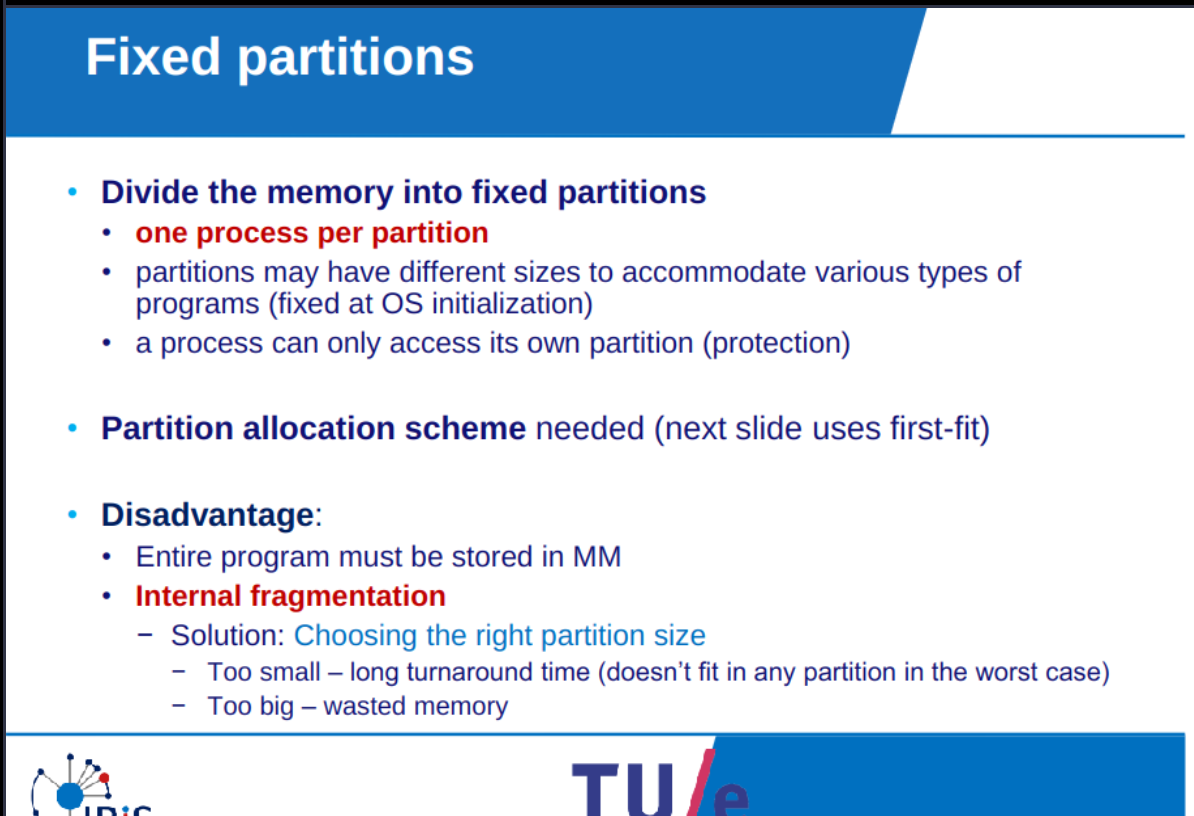 Fixed partitions
• Divide the memory into fixed partitions
• one process per partition
• partitions may have different sizes to accommodate various types of
programs (fixed at OS initialization)
• a process can only access its own partition (protection)
• Partition allocation scheme needed (next slide uses first-fit)
• Disadvantage:
• Entire program must be stored in MM
• Internal fragmentation
− Solution: Choosing the right partition size
− Too small – long turnaround time (doesn't fit in any partition in the worst case)
− Too big – wasted memory
TU/e